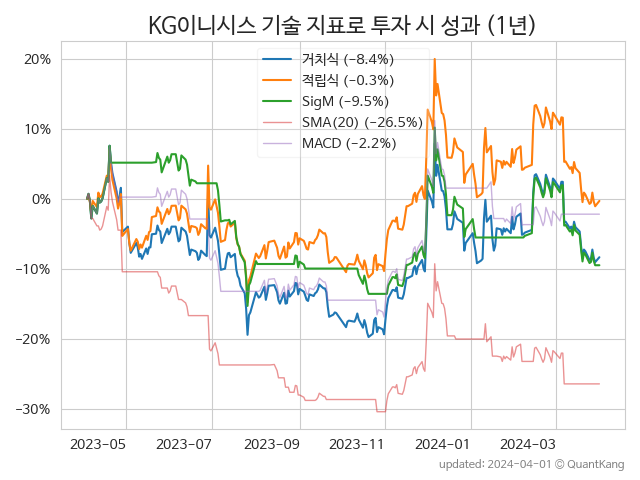 KG이니시스 기술 지표로 투자 시 성과 (1년)
거치식 (−8.4%)
적립식 (−0.3%)
SigM (−9.5%)
SMA(20) (−26.5%)
MACD (−2.2%)
20%
10%
0%
−10%
−20%
−30%
2023−05 2023−07 2023−09 2023−11 2024−01 2024−03
updated: 2024-04-01 © QuantKang